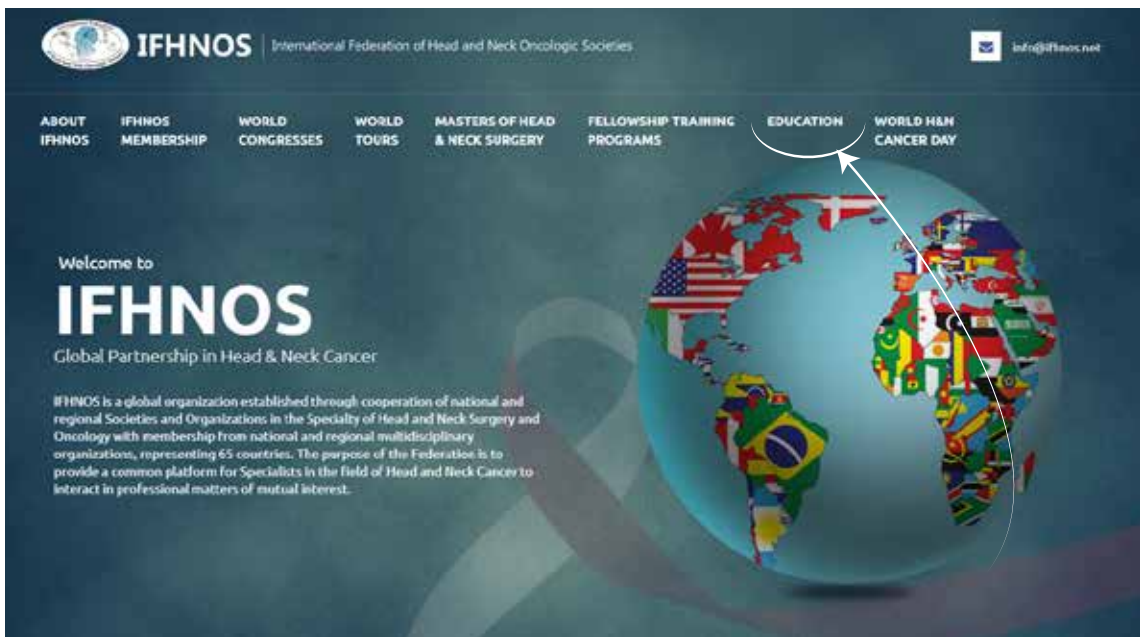 IFHNOS | International Federation of Head and Neck Oncologic Societies
info@ifhnos.net
ABOUT IFHNOS
IFHNOS MEMBERSHIP
WORLD CONGRESSES
WORLD TOURS
MASTERS OF HEAD & NECK SURGERY
FELLOWSHIP TRAINING PROGRAMS
EDUCATION
WORLD H&N CANCER DAY
Welcome to
IFHNOS
Global Partnership in Head & Neck Cancer
IFHNOS is a global organization established through cooperation of national and
regional Societies and Organizations in the Specialty of Head and Neck Surgery and
Oncology with membership from national and regional multidisciplinary
organizations, representing 65 countries. The purpose of the Federation is to
provide a common platform for Specialists in the field of Head and Neck Cancer to
interact in professional matters of mutual interest.